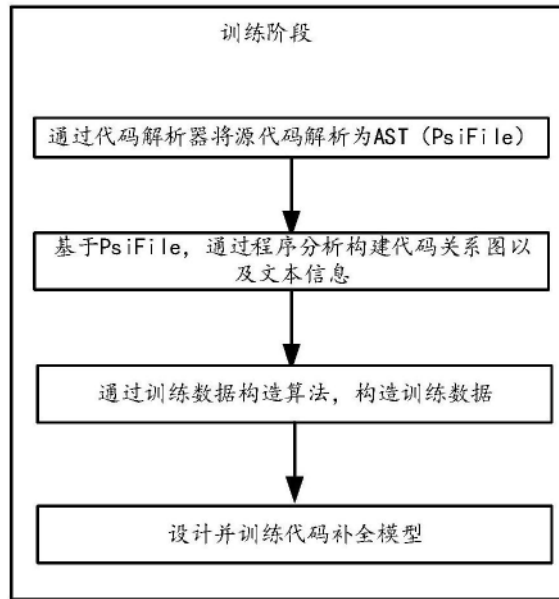 训练阶段
通过代码解析器将源代码解析为AST（PsiFile）
基于PsiFile，通过程序分析构建代码关系图以
及文本信息
通过训练数据构造算法，构造训练数据
设计并训练代码补全模型